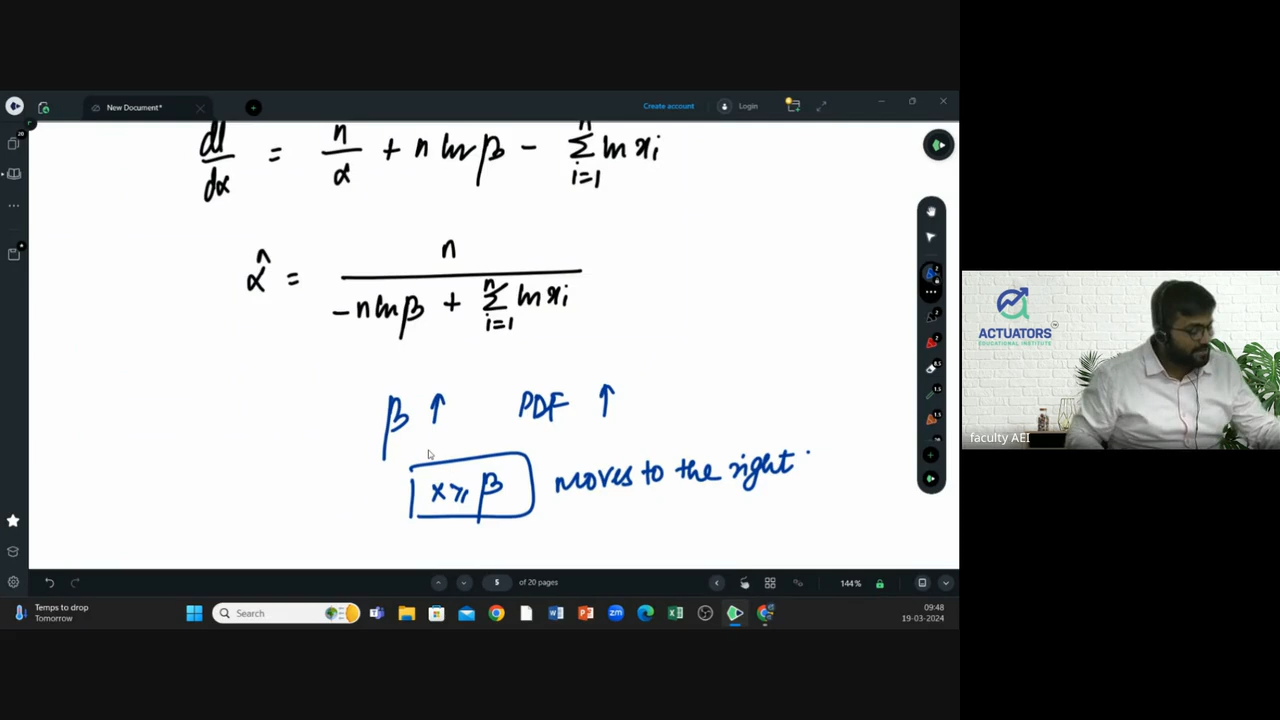 New Document*
Create account
Login
dl/dα = n/α + n ln β - Σ_{i=1}^{n} ln xi
α̂ = n / (-n ln β + Σ_{i=1}^{n} ln xi)
β ↑ PDF ↑
x ≥ β moves to the right.
ACTUATORS
EDUCATIONAL INSTITUTE
faculty AEI
5 of 20 pages
144%
Temps to drop
Tomorrow
Search
09:48
19-03-2024